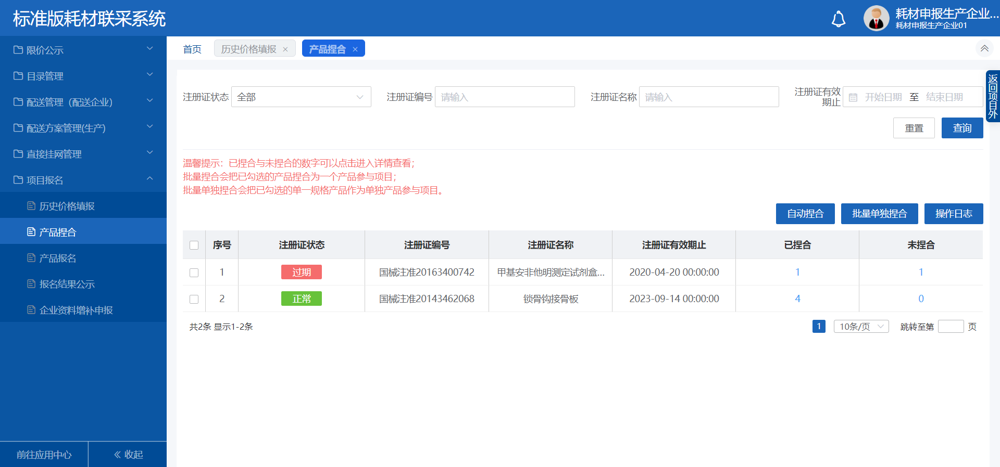 标准版耗材联采系统
耗材申报生产企业...
耗材申报生产企业01
限价公示
目录管理
配送管理（配送企业）
配送方案管理(生产)
直接挂网管理
项目报名
历史价格填报
产品捏合
产品报名
报名结果公示
企业资料增补申报
前往应用中心
收起
首页
历史价格填报 ×
产品捏合 ×
返回项目外
注册证状态 全部
注册证编号 请输入
注册证名称 请输入
注册证有效期止 开始日期 至 结束日期
重置 查询
温馨提示：已捏合与未捏合的数字可以点击进入详情查看；
批量捏合会把已勾选的产品捏合为一个产品参与项目；
批量单独捏合会把已勾选的单一规格产品作为单独产品参与项目。
自动捏合 批量单独捏合 操作日志
序号 注册证状态 注册证编号 注册证名称 注册证有效期止 已捏合 未捏合
1 过期 国械注准20163400742 甲基安非他明测定试剂盒... 2020-04-20 00:00:00 1 1
2 正常 国械注准20143462068 锁骨钩接骨板 2023-09-14 00:00:00 4 0
共2条 显示1-2条
1 10条/页 跳转至第 页